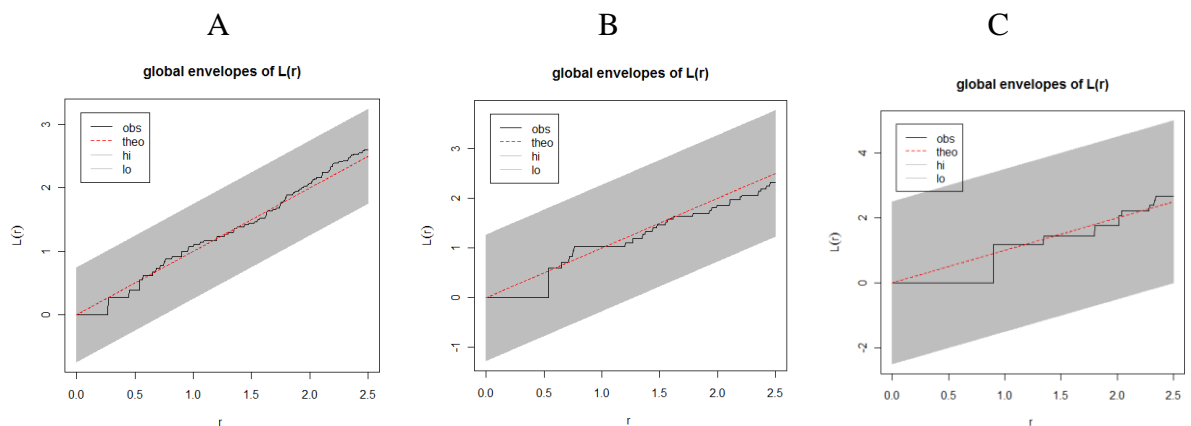 A B C
global envelopes of L(r)
obs
theo
hi
lo
L(r)
3
2
1
0
0.0 0.5 1.0 1.5 2.0 2.5
r
global envelopes of L(r)
obs
theo
hi
lo
L(r)
3
2
1
0
-1
0.0 0.5 1.0 1.5 2.0 2.5
r
global envelopes of L(r)
obs
theo
hi
lo
L(r)
4
2
0
-2
0.0 0.5 1.0 1.5 2.0 2.5
r